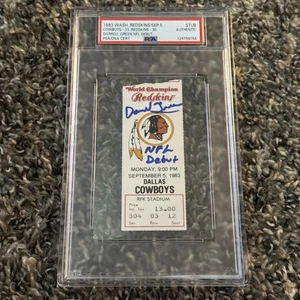 1983 WASH. REDSKINS/SEP 5 STUB
COWBOYS - 31 REDSKINS - 30 AUTHENTIC
DARRELL GREEN NFL DEBUT
PSA/DNA CERT
World Champion
Redskins
NFL
Debut
MONDAY, 9:00 PM
SEPTEMBER 5, 1983
DALLAS
COWBOYS
RFK STADIUM
13.00
304 03 12